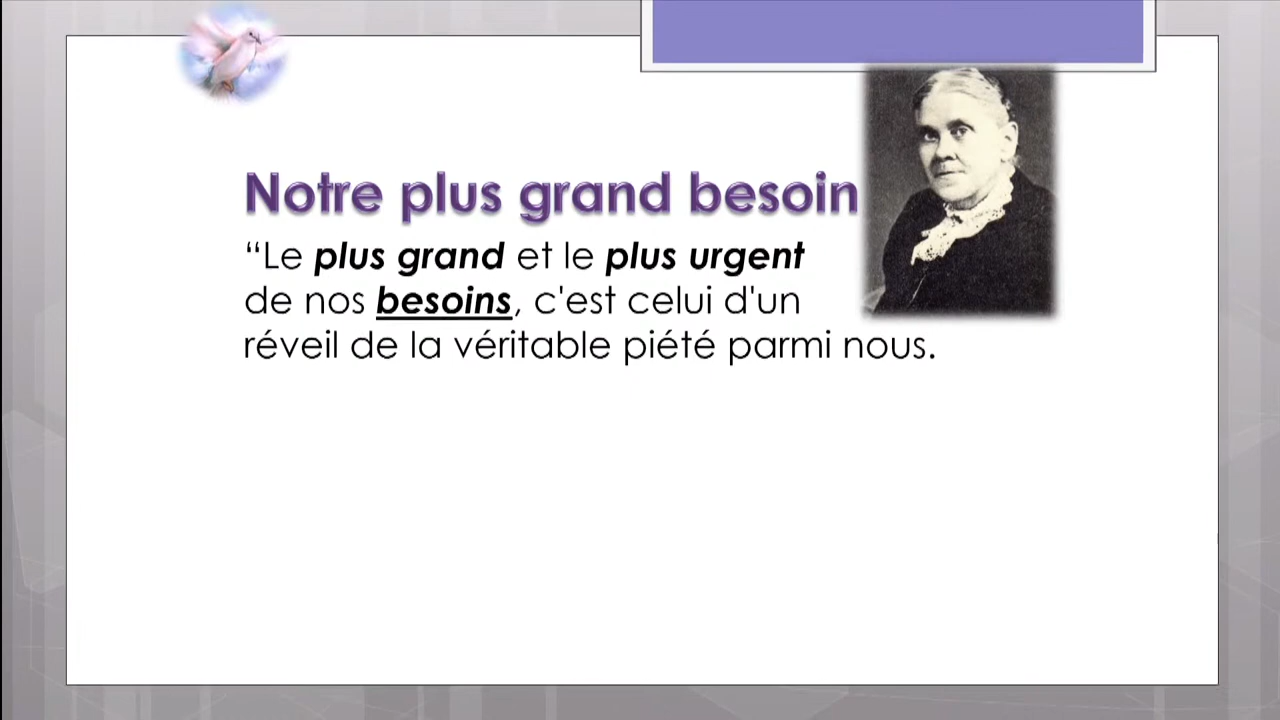 Notre plus grand besoin
“Le plus grand et le plus urgent
de nos besoins, c'est celui d'un
réveil de la véritable piété parmi nous.